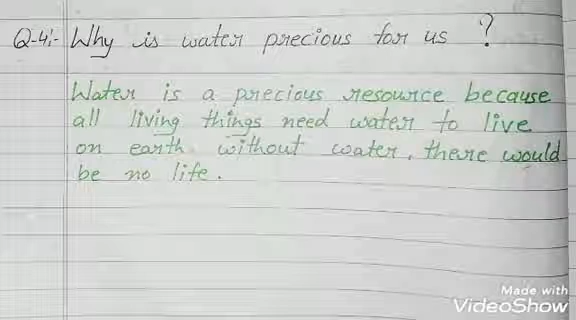 Q-4:- Why is water precious for us ?
Water is a precious resource because
all living things need water to live
on earth. without water, there would
be no life.
Made with
VideoShow